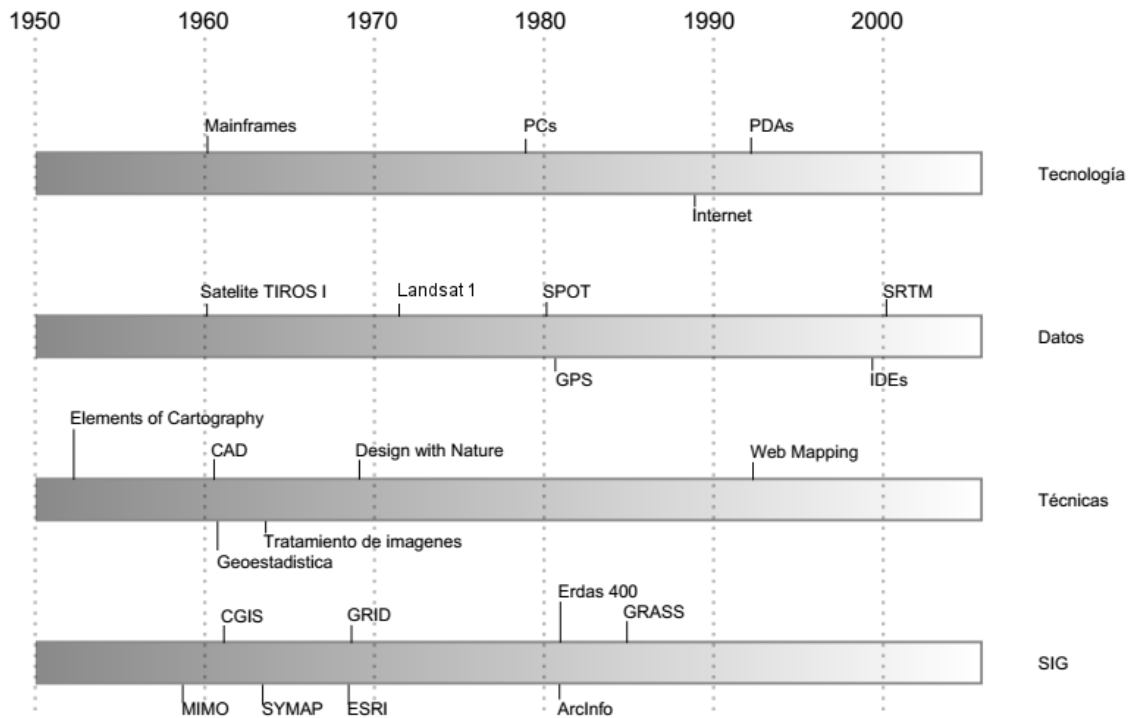 1950 1960 1970 1980 1990 2000
Mainframes PCs PDAs
Tecnología
Internet
Satelite TIROS I Landsat 1 SPOT SRTM
Datos
GPS IDEs
Elements of Cartography
CAD Design with Nature Web Mapping
Técnicas
Tratamiento de imagenes
Geoestadistica
Erdas 400
CGIS GRID GRASS
SIG
MIMO SYMAP ESRI ArcInfo